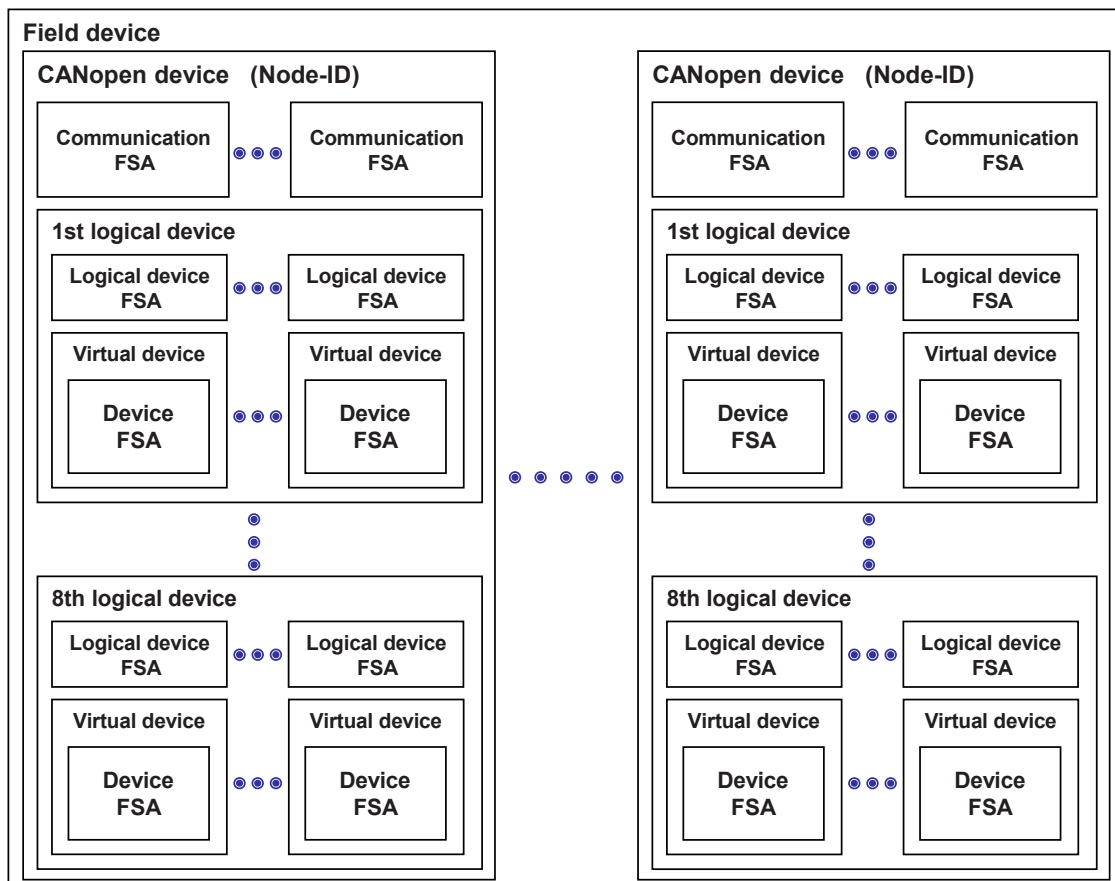 Field device
CANopen device (Node-ID)
Communication
FSA
Communication
FSA
1st logical device
Logical device
FSA
Logical device
FSA
Virtual device
Device
FSA
Virtual device
Device
FSA
8th logical device
Logical device
FSA
Logical device
FSA
Virtual device
Device
FSA
Virtual device
Device
FSA
CANopen device (Node-ID)
Communication
FSA
Communication
FSA
1st logical device
Logical device
FSA
Logical device
FSA
Virtual device
Device
FSA
Virtual device
Device
FSA
8th logical device
Logical device
FSA
Logical device
FSA
Virtual device
Device
FSA
Virtual device
Device
FSA